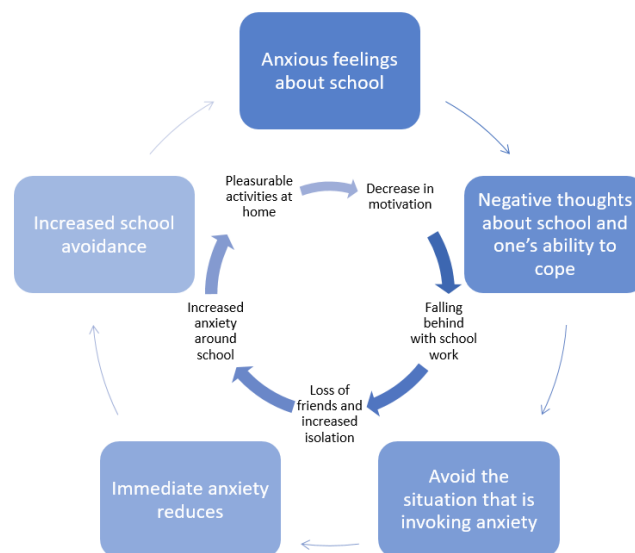 Anxious feelings
about school
Negative thoughts
about school and
one's ability to
cope
Avoid the
situation that is
invoking anxiety
Immediate anxiety
reduces
Increased school
avoidance
Pleasurable
activities at
home
Decrease in
motivation
Falling
behind
with school
work
Loss of
friends and
increased
isolation
Increased
anxiety
around
school